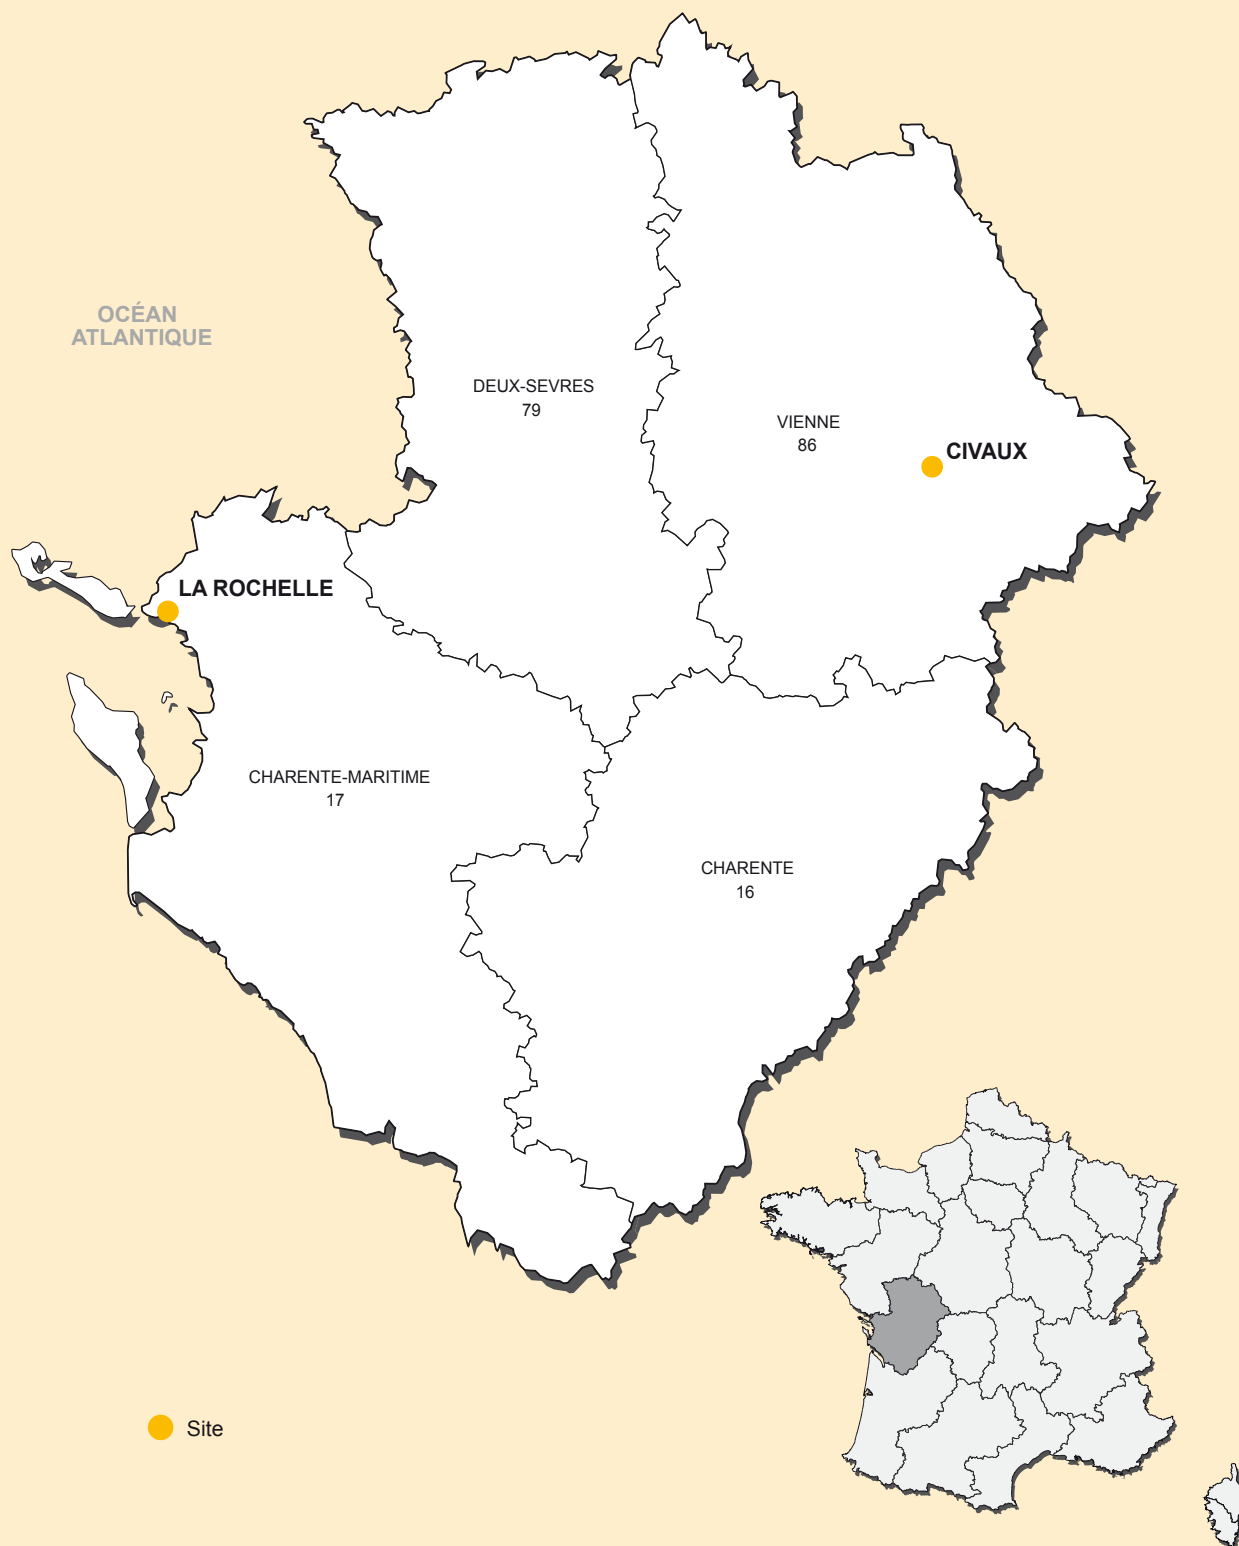 OCÉAN
ATLANTIQUE
DEUX-SEVRES
79
VIENNE
86
CIVAUX
LA ROCHELLE
CHARENTE-MARITIME
17
CHARENTE
16
Site